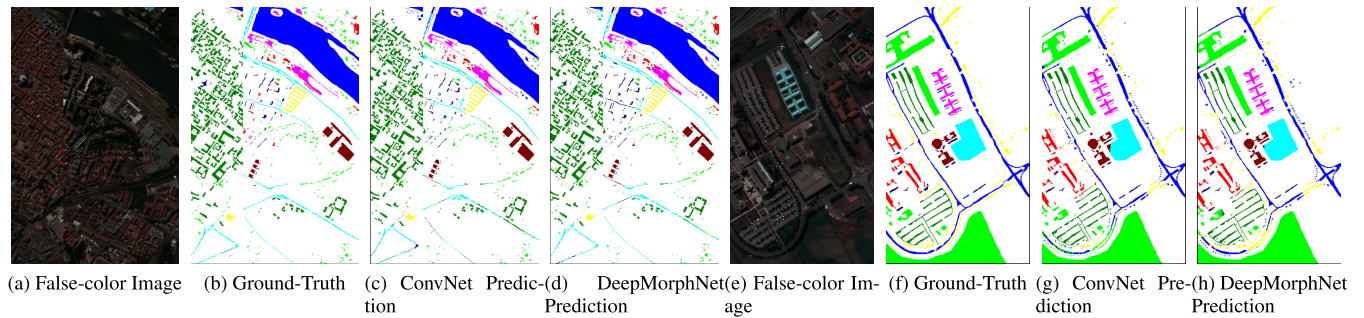 (a) False-color Image
(b) Ground-Truth
(c) ConvNet Predic-
tion
(d) DeepMorphNet
Prediction
(e) False-color Im-
age
(f) Ground-Truth
(g) ConvNet Pre-
diction
(h) DeepMorphNet
Prediction